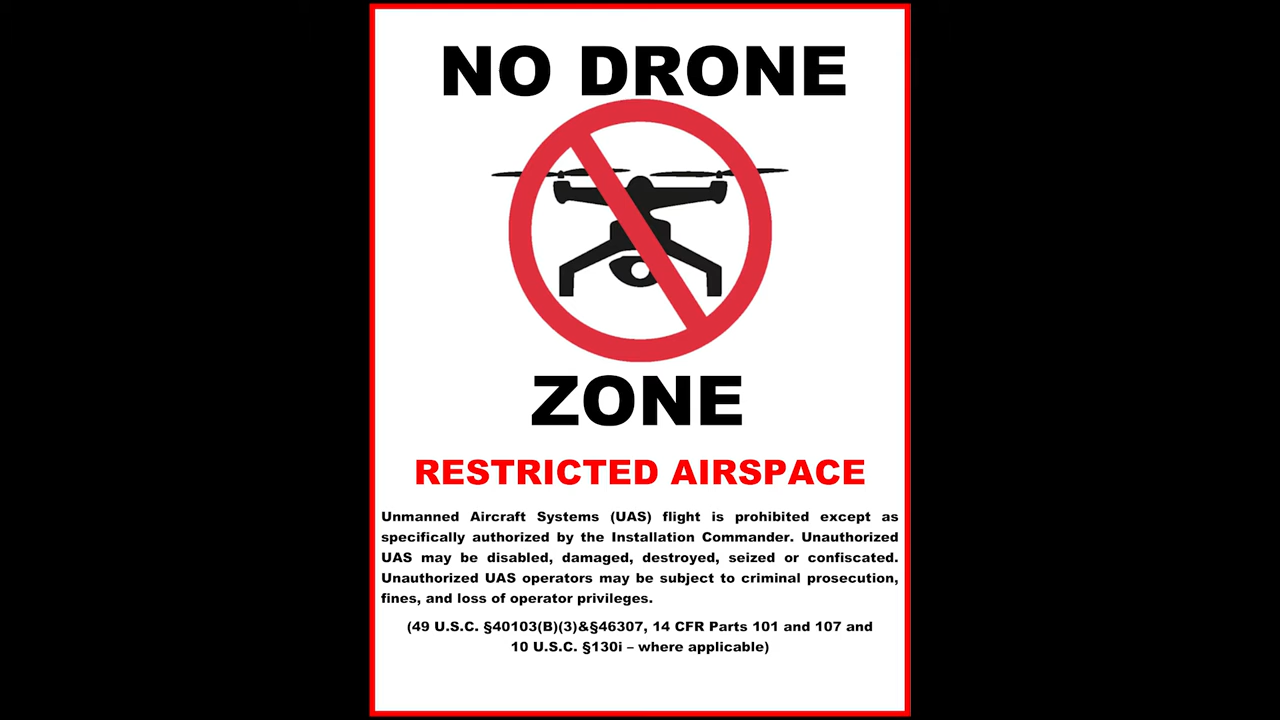 NO DRONE
ZONE
RESTRICTED AIRSPACE
Unmanned Aircraft Systems (UAS) flight is prohibited except as
specifically authorized by the Installation Commander. Unauthorized
UAS may be disabled, damaged, destroyed, seized or confiscated.
Unauthorized UAS operators may be subject to criminal prosecution,
fines, and loss of operator privileges.
(49 U.S.C. §40103(B)(3)&§46307, 14 CFR Parts 101 and 107 and
10 U.S.C. §130i – where applicable)